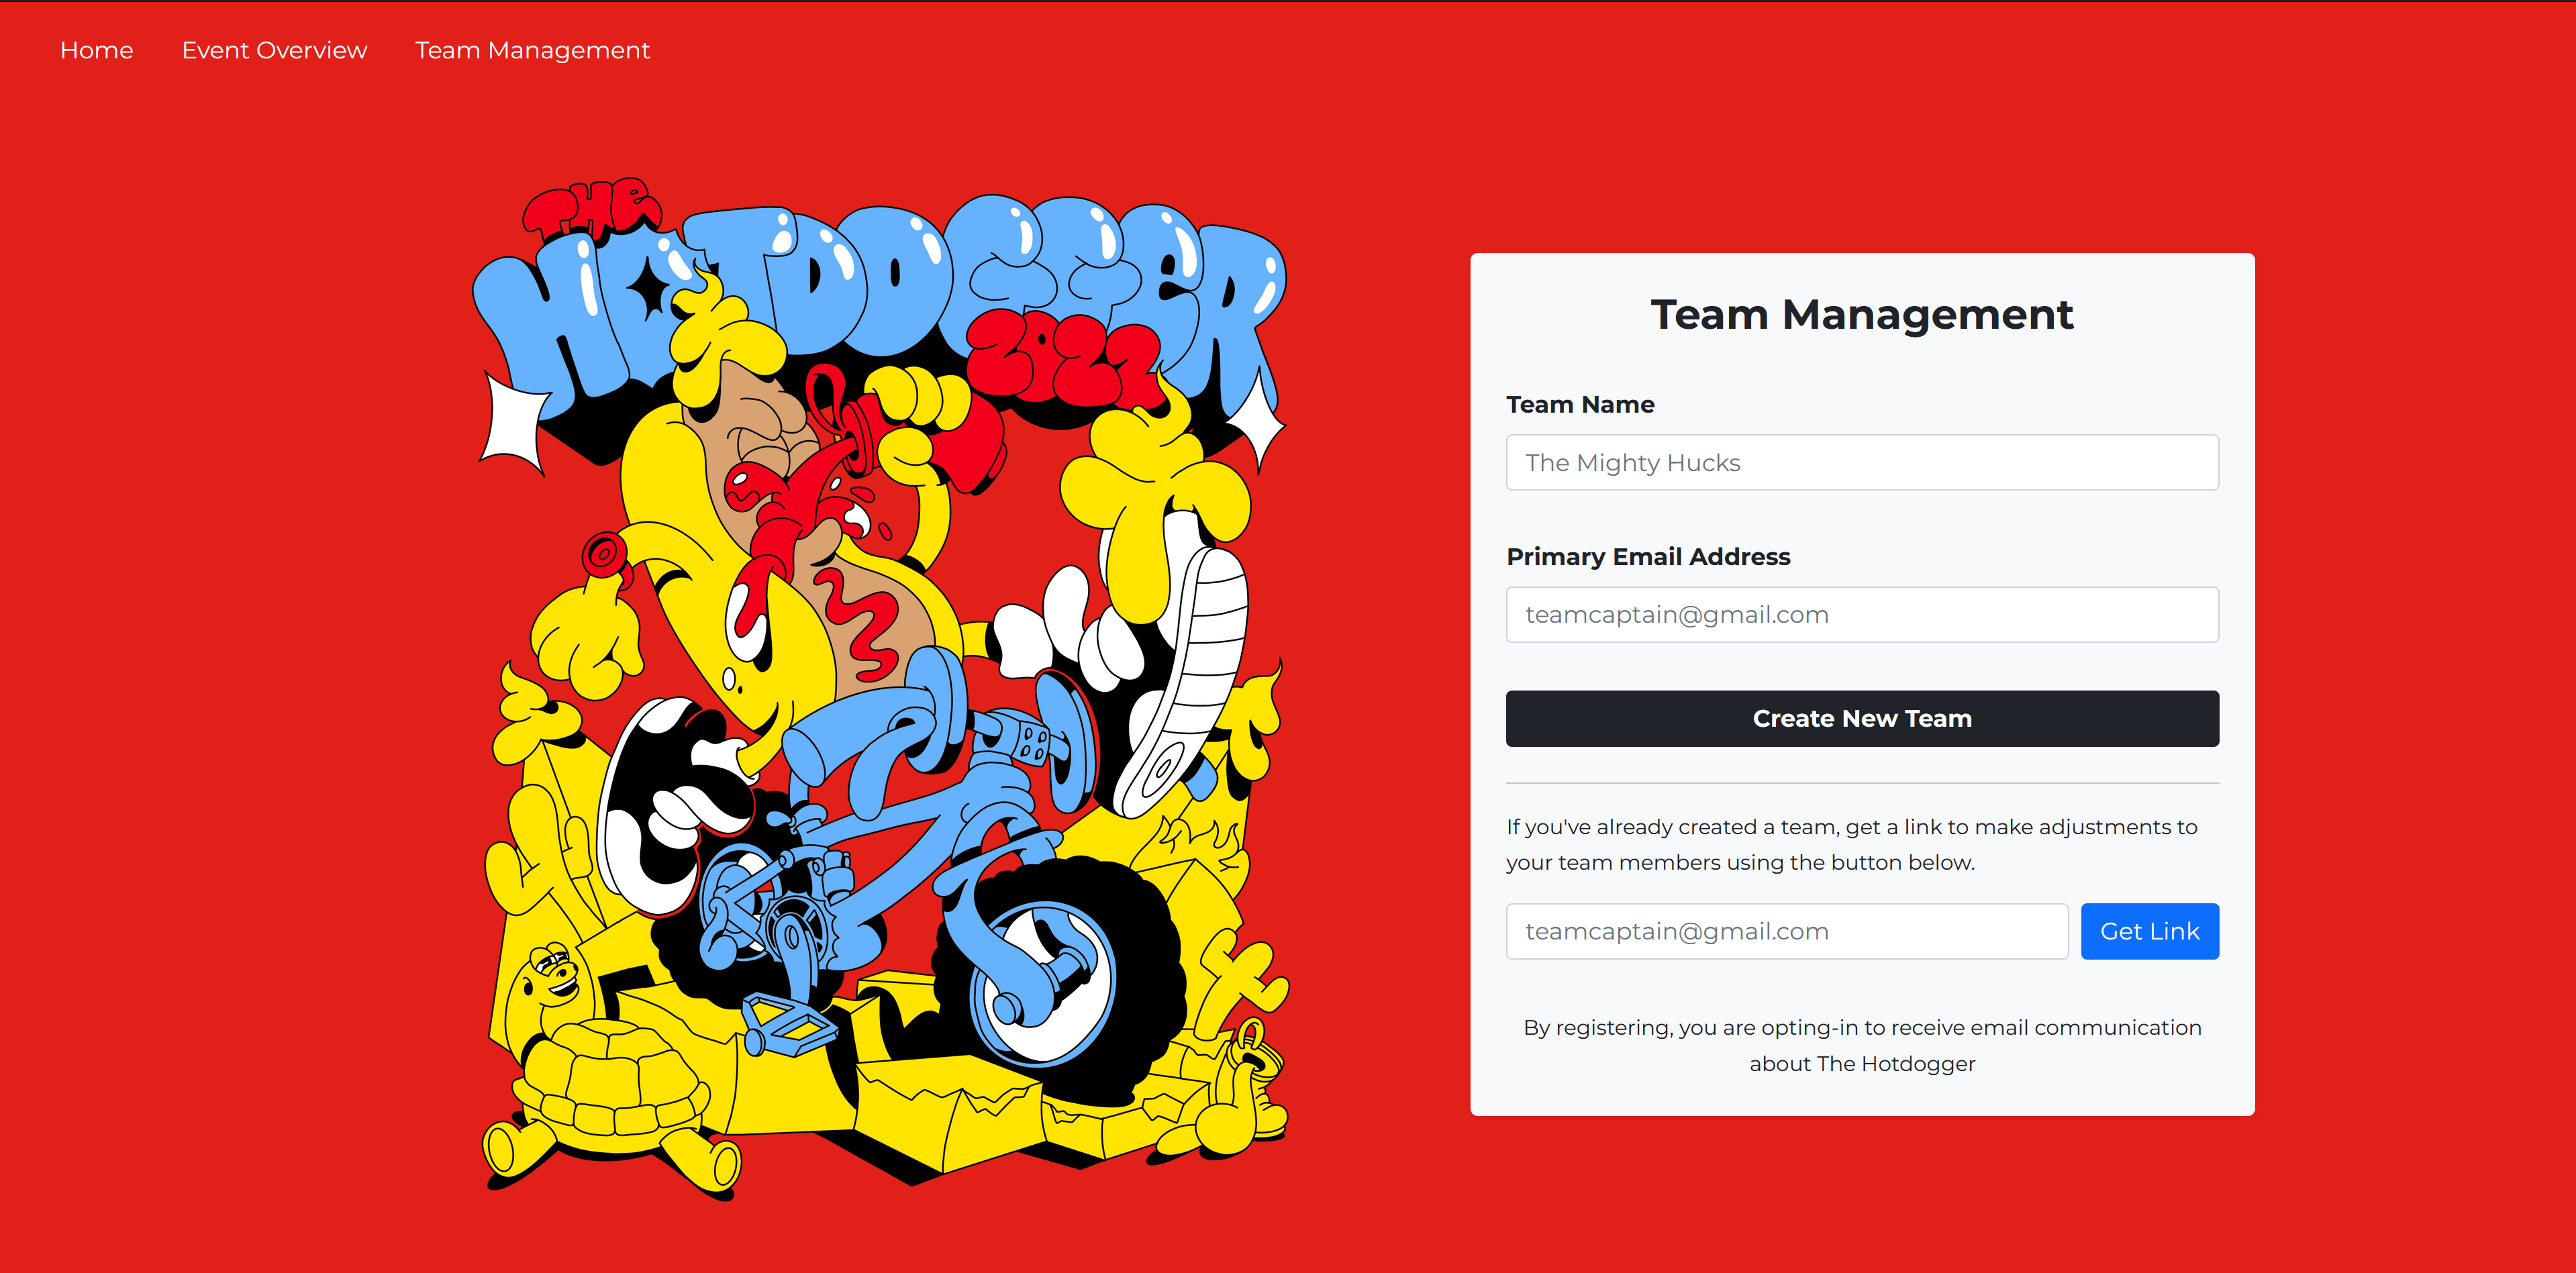 Home Event Overview Team Management
THE
HOTDOGGER
2022
Team Management
Team Name
The Mighty Hucks
Primary Email Address
teamcaptain@gmail.com
Create New Team
If you've already created a team, get a link to make adjustments to
your team members using the button below.
teamcaptain@gmail.com Get Link
By registering, you are opting-in to receive email communication
about The Hotdogger